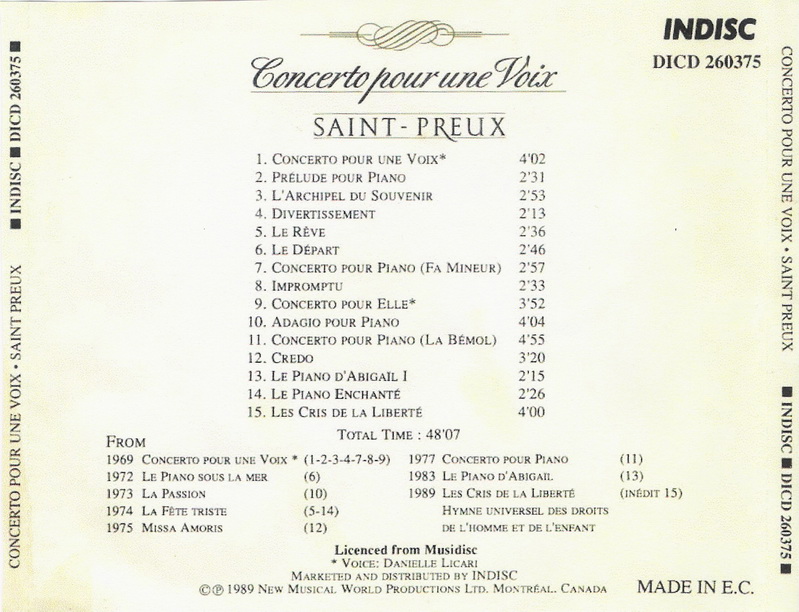 INDISC
DICD 260375
Concerto pour une Voix
SAINT-PREUX
1. CONCERTO POUR UNE VOIX* 4'02
2. PRÉLUDE POUR PIANO 2'31
3. L'ARCHIPEL DU SOUVENIR 2'53
4. DIVERTISSEMENT 2'13
5. LE RÊVE 2'36
6. LE DÉPART 2'46
7. CONCERTO POUR PIANO (FA MINEUR) 2'57
8. IMPROMPTU 2'33
9. CONCERTO POUR ELLE* 3'52
10. ADAGIO POUR PIANO 4'04
11. CONCERTO POUR PIANO (LA BÉMOL) 4'55
12. CREDO 3'20
13. LE PIANO D'ABIGAÏL I 2'15
14. LE PIANO ENCHANTÉ 2'26
15. LES CRIS DE LA LIBERTÉ 4'00
TOTAL TIME : 48'07
FROM
1969 CONCERTO POUR UNE VOIX * (1-2-3-4-7-8-9)
1972 LE PIANO SOUS LA MER (6)
1973 LA PASSION (10)
1974 LA FÊTE TRISTE (5-14)
1975 MISSA AMORIS (12)
1977 CONCERTO POUR PIANO (11)
1983 LE PIANO D'ABIGAÏL (13)
1989 LES CRIS DE LA LIBERTÉ (INÉDIT 15)
HYMNE UNIVERSEL DES DROITS
DE L'HOMME ET DE L'ENFANT
Licenced from Musidisc
* VOICE: DANIELLE LICARI
MARKETED AND DISTRIBUTED BY INDISC
©℗ 1989 NEW MUSICAL WORLD PRODUCTIONS LTD. MONTRÉAL. CANADA
MADE IN E.C.
CONCERTO POUR UNE VOIX • SAINT PREUX ■ INDISC ■ DICD 260375 ■
CONCERTO POUR UNE VOIX • SAINT PREUX ■ INDISC ■ DICD 260375 ■